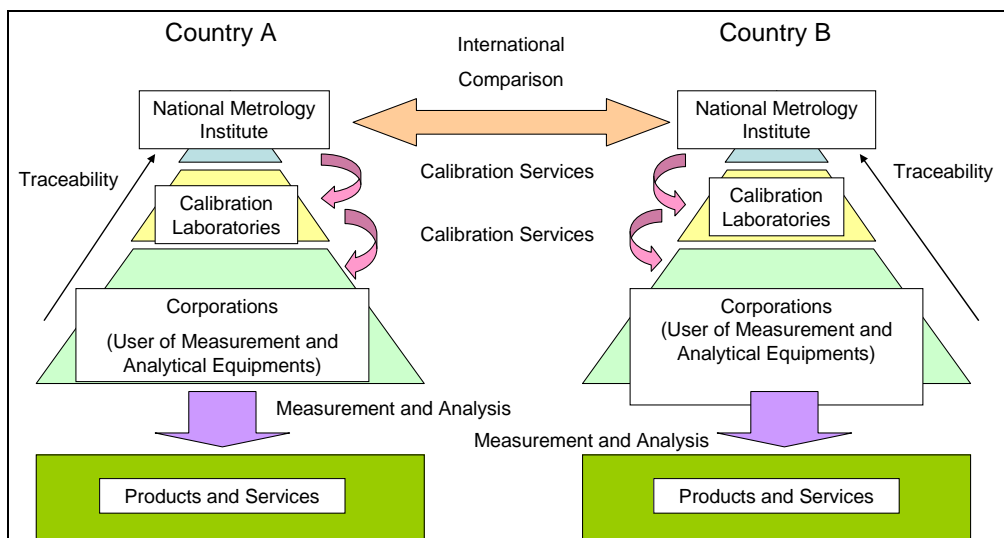 Country A
International
Comparison
Country B
National Metrology
Institute
National Metrology
Institute
Traceability
Calibration Services
Traceability
Calibration
Laboratories
Calibration Services
Calibration
Laboratories
Corporations
(User of Measurement and
Analytical Equipments)
Corporations
(User of Measurement and
Analytical Equipments)
Measurement and Analysis
Measurement and Analysis
Products and Services
Products and Services